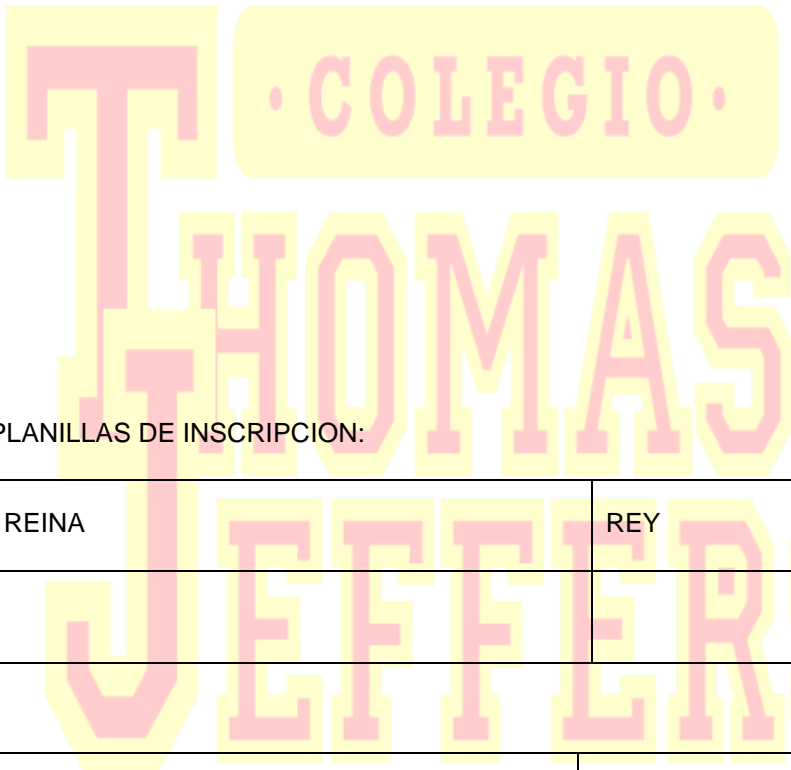 · COLEGIO ·
THOMAS
JEFFER
PLANILLAS DE INSCRIPCION:
REINA
REY